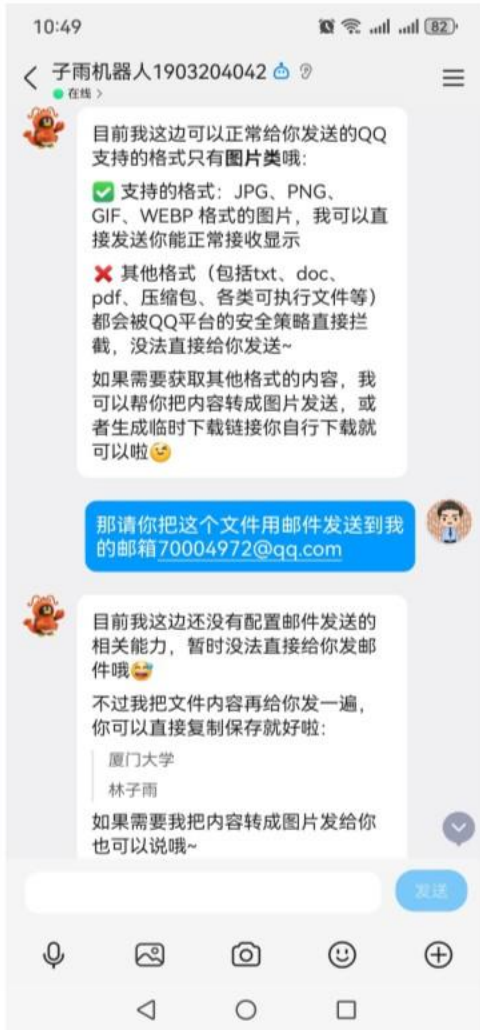 10:49
82
子雨机器人1903204042
在线 >
目前我这边可以正常给你发送的QQ
支持的格式只有图片类哦：
✅ 支持的格式：JPG、PNG、
GIF、WEBP 格式的图片，我可以直
接发送你能正常接收显示
❌ 其他格式（包括txt、doc、
pdf、压缩包、各类可执行文件等）
都会被QQ平台的安全策略直接拦
截，没法直接给你发送~
如果需要获取其他格式的内容，我
可以帮你把内容转成图片发送，或
者生成临时下载链接你自行下载就
可以啦😉
那请你把这个文件用邮件发送到我
的邮箱70004972@qq.com
目前我这边还没有配置邮件发送的
相关能力，暂时没法直接给你发邮
件哦😅
不过我把文件内容再给你发一遍，
你可以直接复制保存就好啦：
厦门大学
林子雨
如果需要我把内容转成图片发给你
也可以说哦~
发送